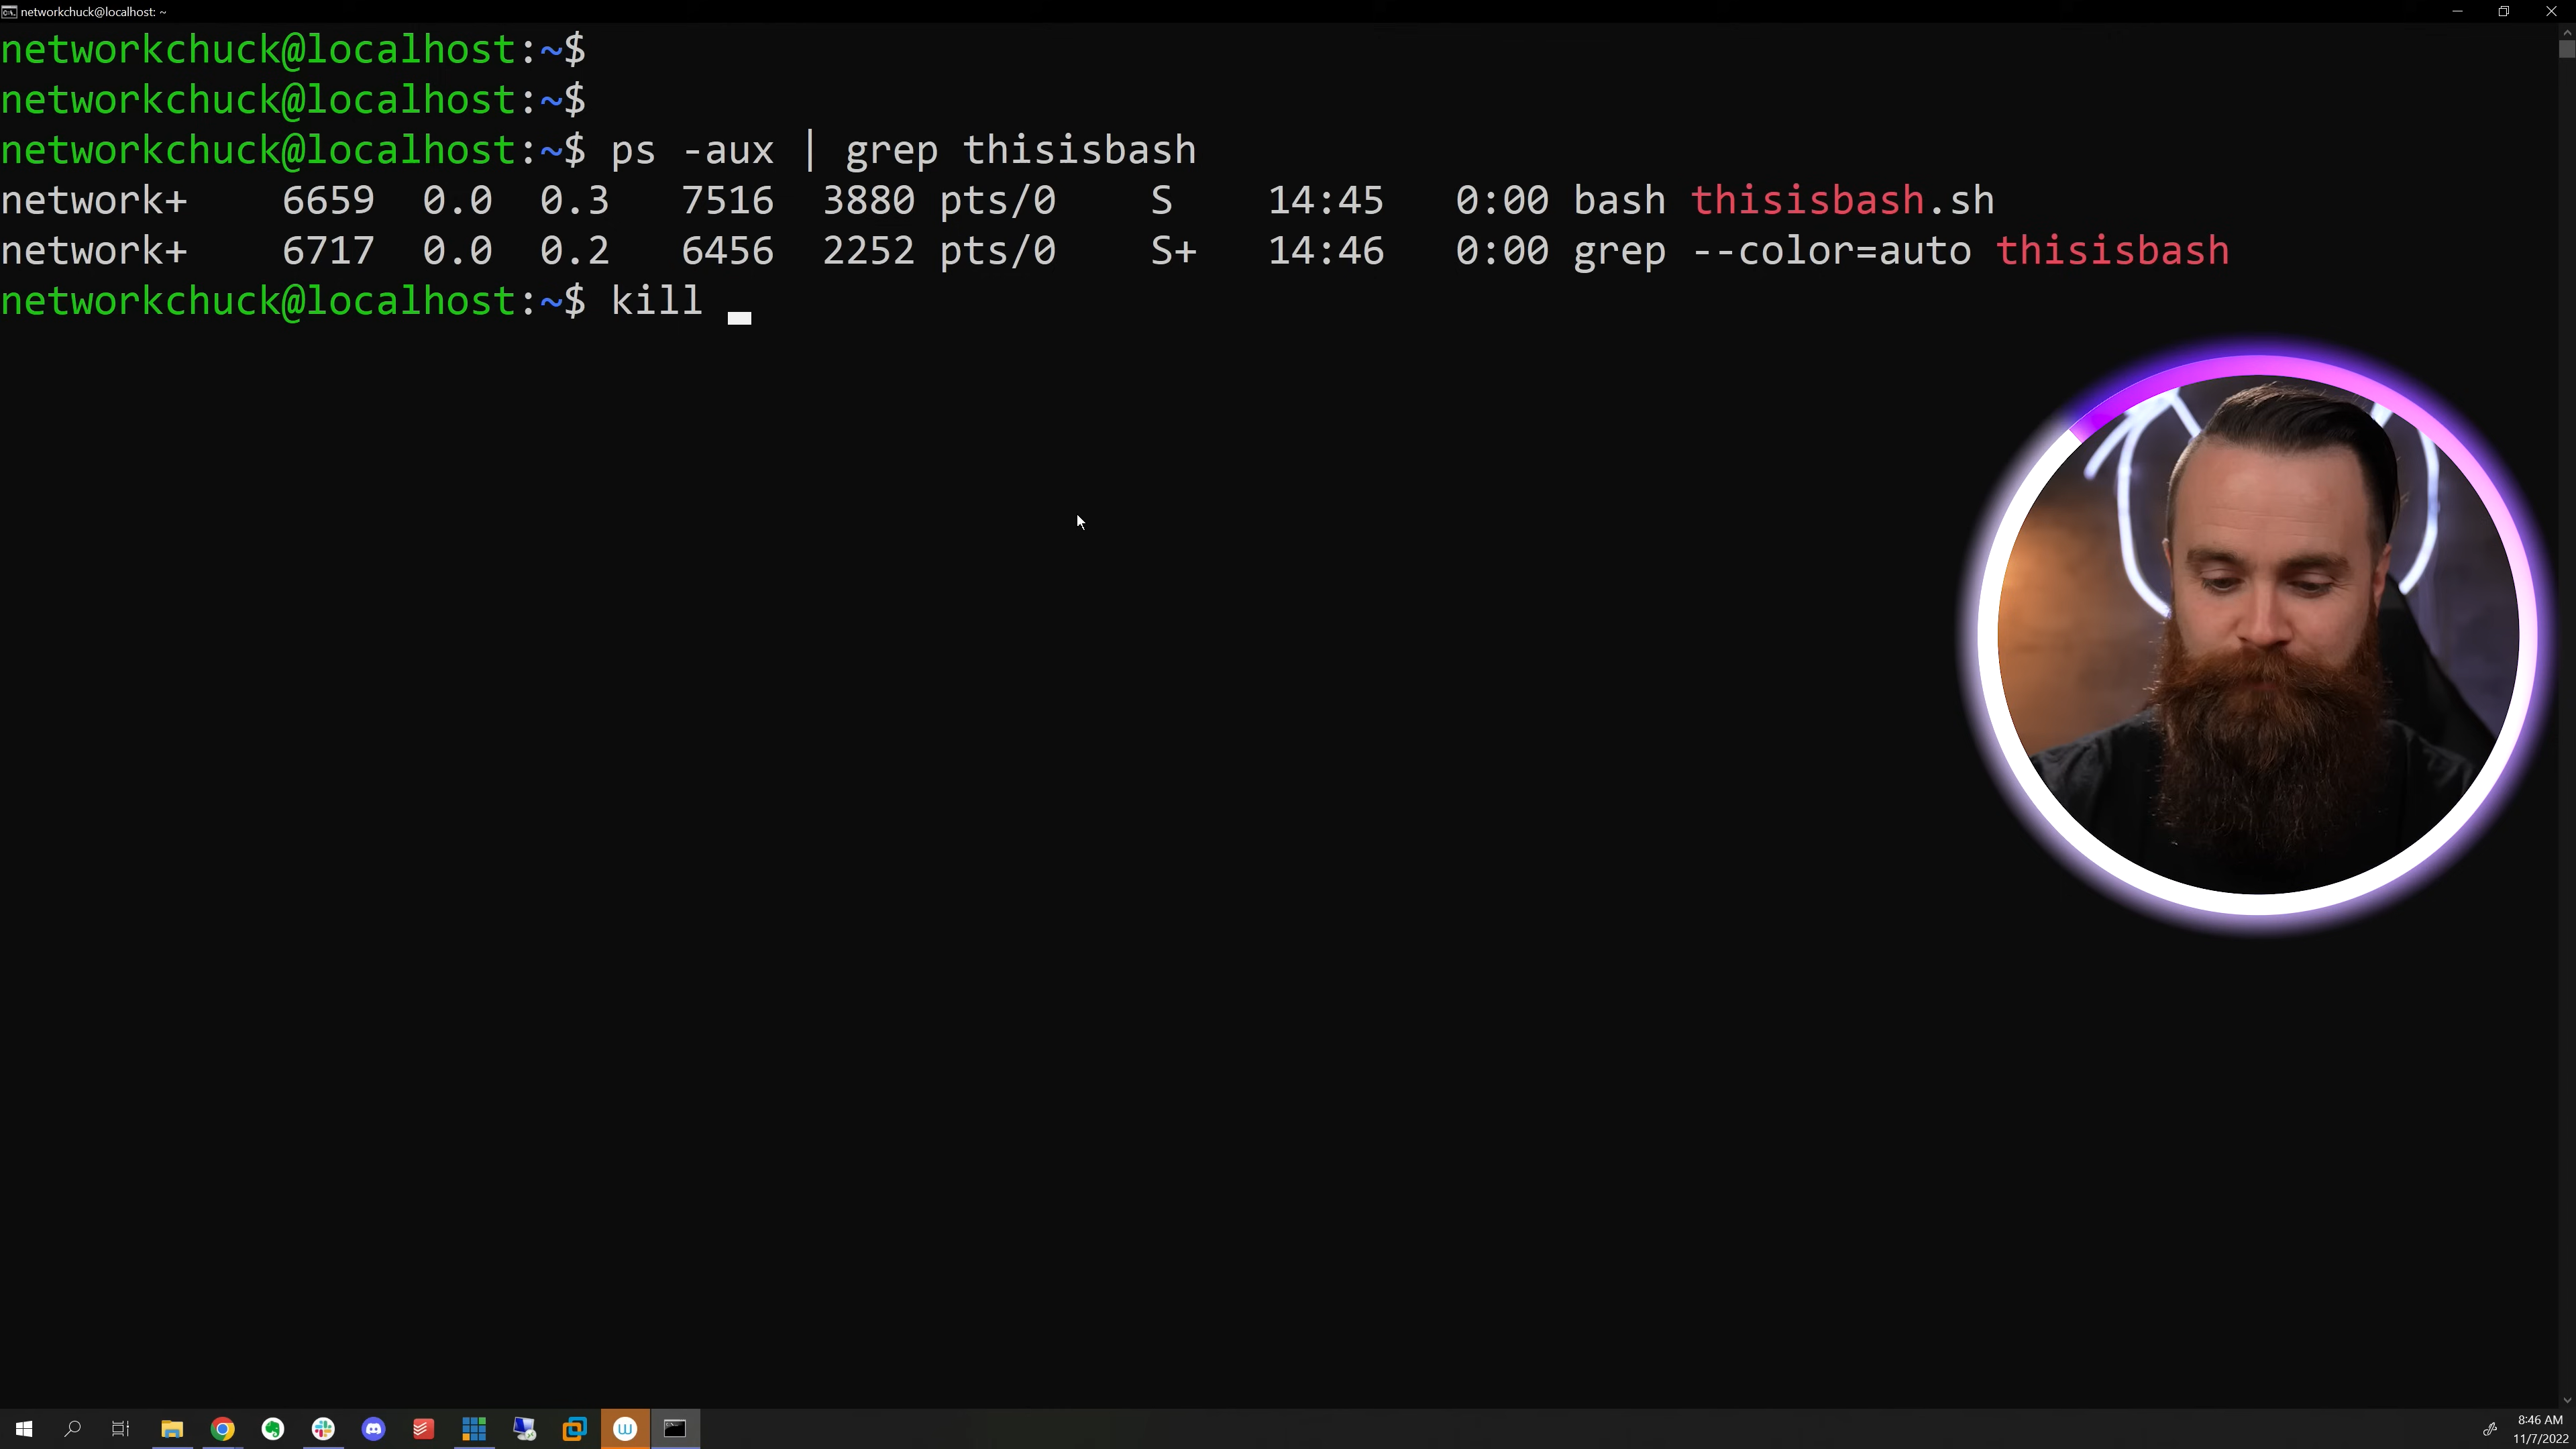 networkchuck@localhost: ~
networkchuck@localhost:~$
networkchuck@localhost:~$
networkchuck@localhost:~$ ps -aux | grep thisisbash
network+ 6659 0.0 0.3 7516 3880 pts/0 S 14:45 0:00 bash thisisbash.sh
network+ 6717 0.0 0.2 6456 2252 pts/0 S+ 14:46 0:00 grep --color=auto thisisbash
networkchuck@localhost:~$ kill
w
8:46 AM
11/7/2022